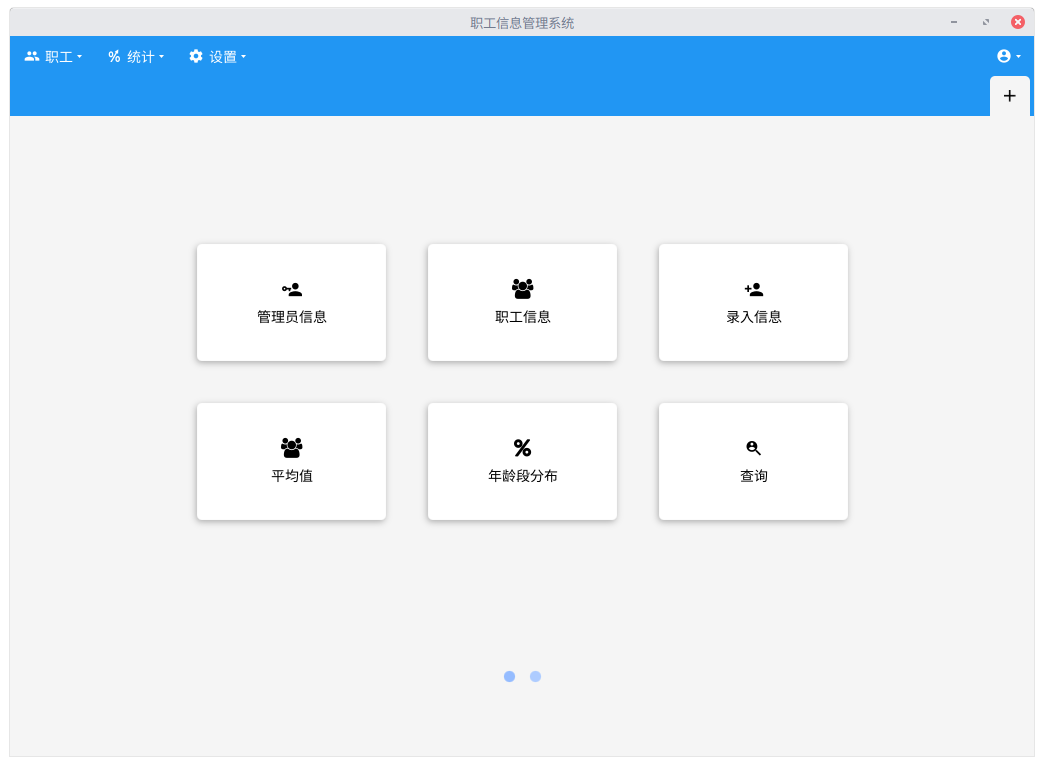 职工信息管理系统
职工
统计
设置
管理员信息
职工信息
录入信息
平均值
年龄段分布
查询